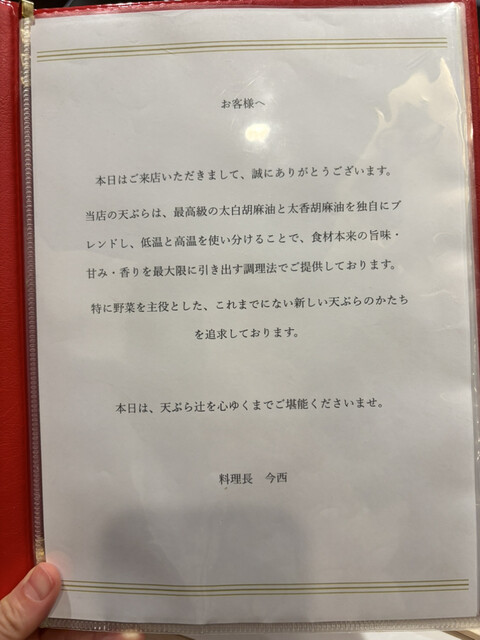 お客様へ
本日はご来店いただきまして、誠にありがとうございます。
当店の天ぷらは、最高級の太白胡麻油と太香胡麻油を独自にブ
レンドし、低温と高温を使い分けることで、食材本来の旨味・
甘み・香りを最大限に引き出す調理法でご提供しております。
特に野菜を主役とした、これまでにない新しい天ぷらのかたち
を追求しております。
本日は、天ぷら辻を心ゆくまでご堪能くださいませ。
料理長　今西